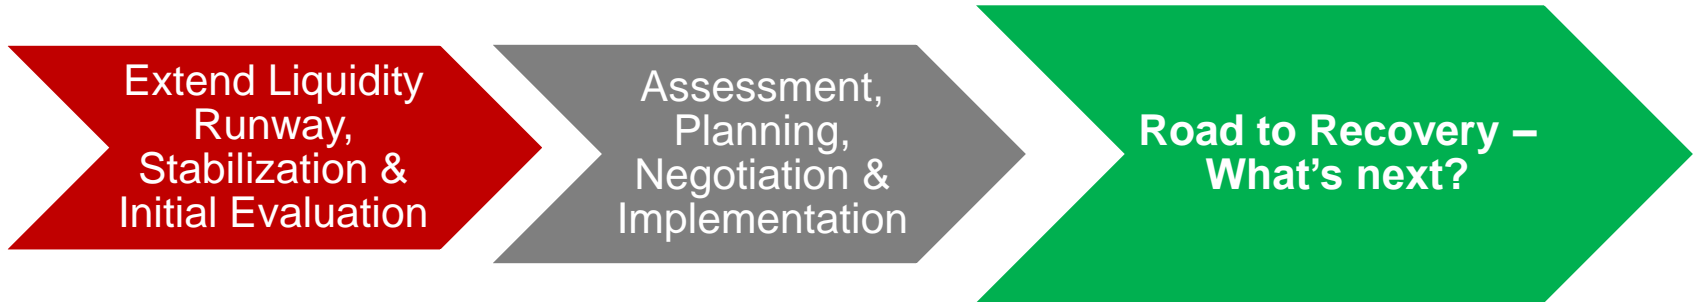 Extend Liquidity
Runway,
Stabilization &
Initial Evaluation
Assessment,
Planning,
Negotiation &
Implementation
Road to Recovery –
What’s next?